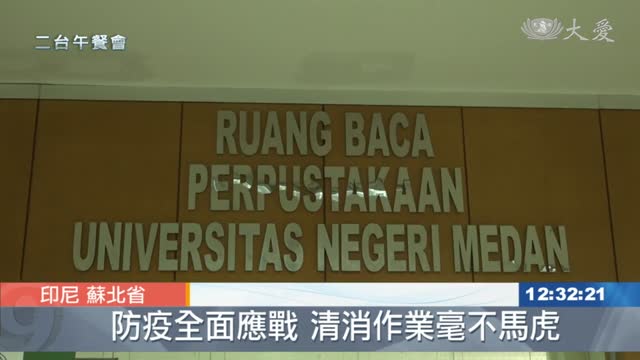 二台午餐會
大愛
RUANG BACA
PERPUSTAKAAN
UNIVERSITAS NEGERI MEDAN
印尼 蘇北省
12:32:21
防疫全面應戰 清消作業毫不馬虎